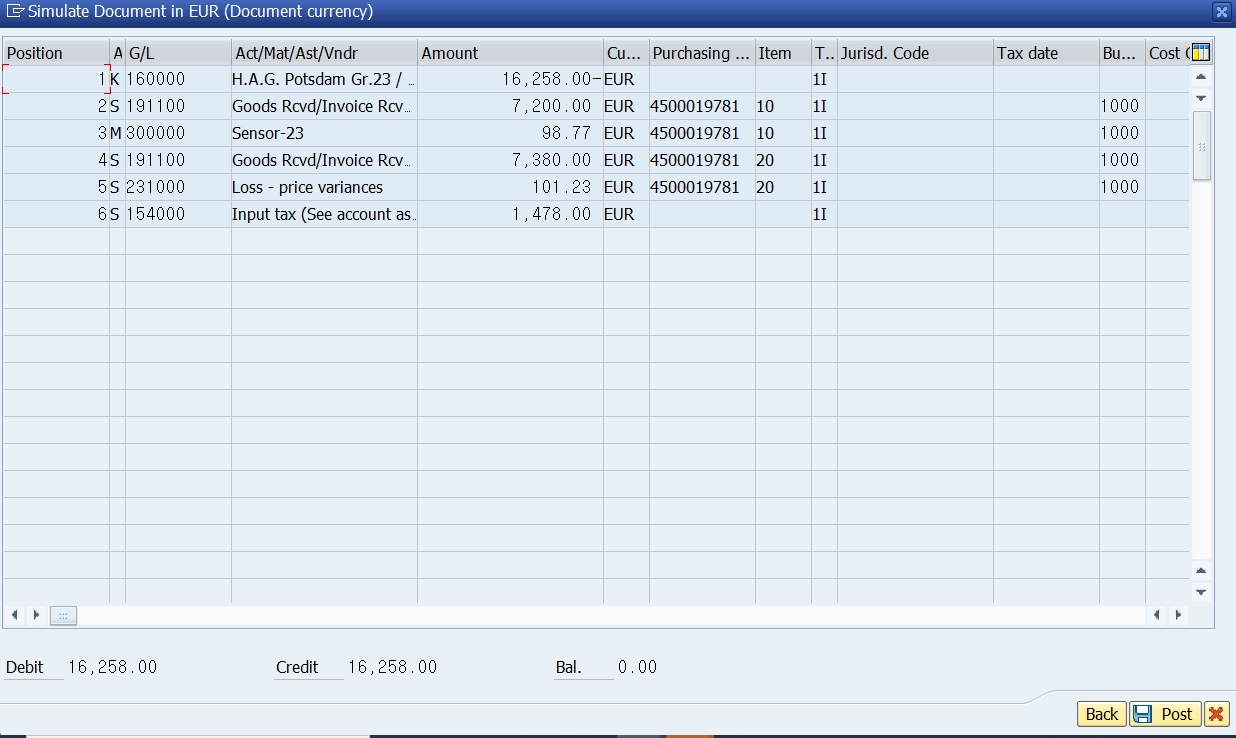 Simulate Document in EUR (Document currency)
Position A G/L Act/Mat/Ast/Vndr Amount Cu... Purchasing ... Item T.. Jurisd. Code Tax date Bu... Cost C
1 K 160000 H.A.G. Potsdam Gr.23 / ... 16,258.00- EUR 1I
2 S 191100 Goods Rcvd/Invoice Rcv... 7,200.00 EUR 4500019781 10 1I 1000
3 M 300000 Sensor-23 98.77 EUR 4500019781 10 1I 1000
4 S 191100 Goods Rcvd/Invoice Rcv... 7,380.00 EUR 4500019781 20 1I 1000
5 S 231000 Loss - price variances 101.23 EUR 4500019781 20 1I 1000
6 S 154000 Input tax (See account as... 1,478.00 EUR 1I
Debit 16,258.00 Credit 16,258.00 Bal. 0.00
Back Post